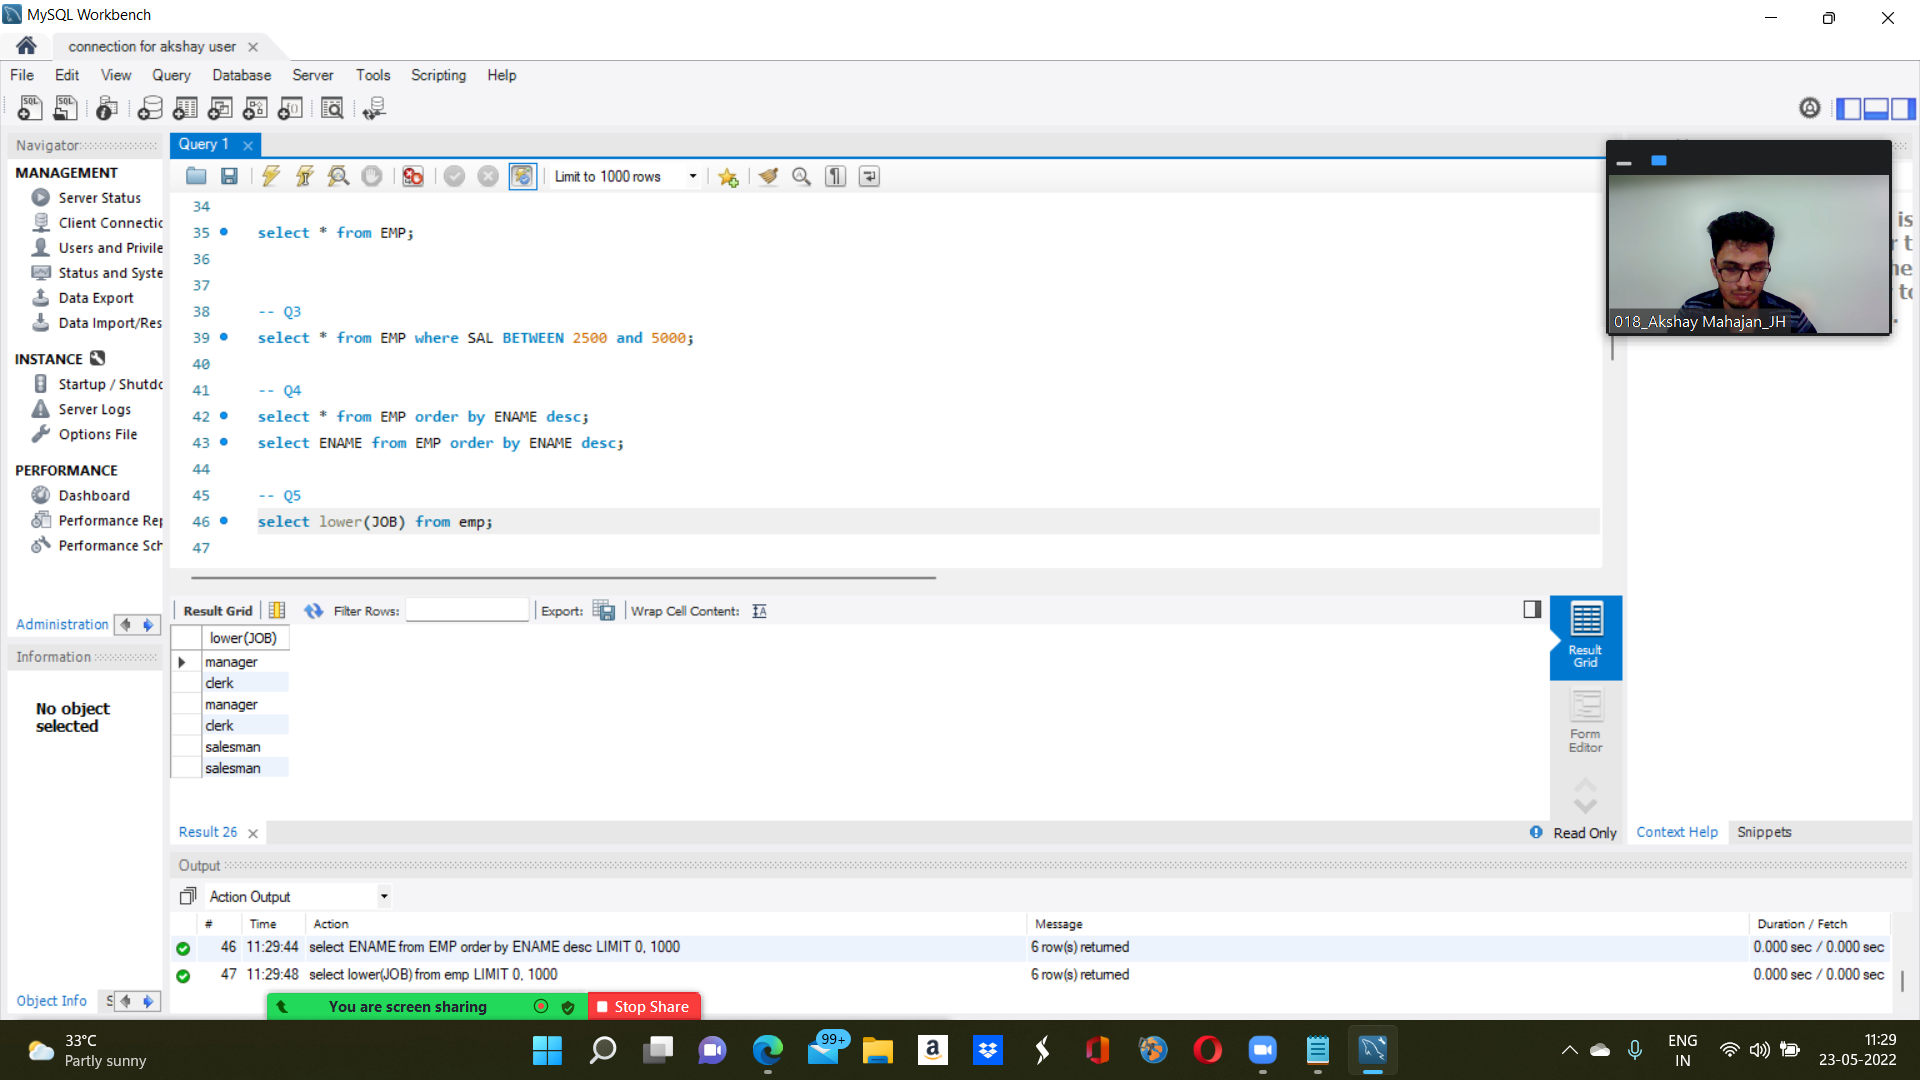 MySQL Workbench
connection for akshay user
File Edit View Query Database Server Tools Scripting Help
Navigator
Query 1
MANAGEMENT
Server Status
Client Connectic
Users and Privile
Status and Syste
Data Export
Data Import/Res
INSTANCE
Startup / Shutdc
Server Logs
Options File
PERFORMANCE
Dashboard
Performance Rep
Performance Sch
Administration
Information
No object
selected
Object Info S
Limit to 1000 rows
34
35 select * from EMP;
36
37
38 -- Q3
39 select * from EMP where SAL BETWEEN 2500 and 5000;
40
41 -- Q4
42 select * from EMP order by ENAME desc;
43 select ENAME from EMP order by ENAME desc;
44
45 -- Q5
46 select lower(JOB) from emp;
47
018_Akshay Mahajan_JH
Result Grid Filter Rows: Export: Wrap Cell Content:
lower(JOB)
manager
clerk
manager
clerk
salesman
salesman
Result
Grid
Form
Editor
Result 26
Read Only
Context Help Snippets
Output
Action Output
# Time Action Message Duration / Fetch
46 11:29:44 select ENAME from EMP order by ENAME desc LIMIT 0, 1000 6 row(s) returned 0.000 sec / 0.000 sec
47 11:29:48 select lower(JOB) from emp LIMIT 0, 1000 6 row(s) returned 0.000 sec / 0.000 sec
You are screen sharing Stop Share
33°C
Partly sunny
99+
ENG
IN
11:29
23-05-2022